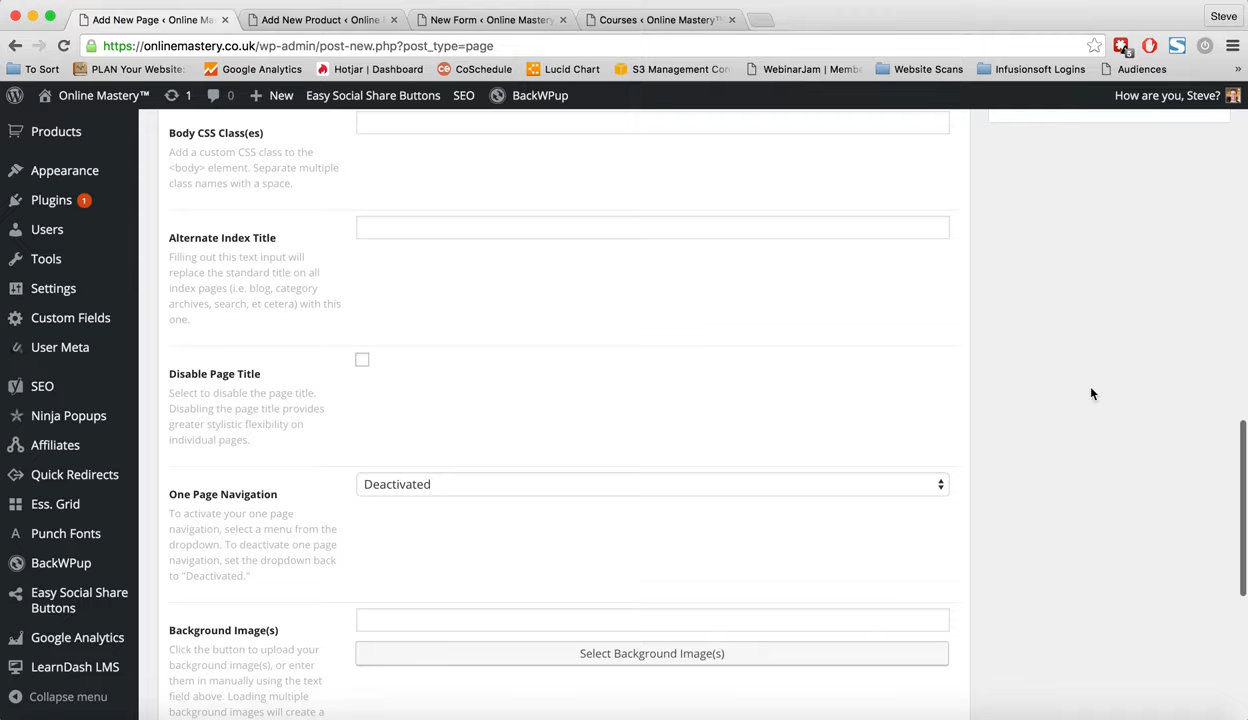 Add New Page ‹ Online Ma
Add New Product ‹ Online
New Form ‹ Online Mastery
Courses ‹ Online Mastery™
Steve
https://onlinemastery.co.uk/wp-admin/post-new.php?post_type=page
To Sort
PLAN Your Website:
Google Analytics
Hotjar | Dashboard
CoSchedule
Lucid Chart
S3 Management Con
WebinarJam | Memb
Website Scans
Infusionsoft Logins
Audiences
»
Online Mastery™
1
0
New
Easy Social Share Buttons
SEO
BackWPup
How are you, Steve?
Products
Appearance
Plugins 1
Users
Tools
Settings
Custom Fields
User Meta
SEO
Ninja Popups
Affiliates
Quick Redirects
Ess. Grid
Punch Fonts
BackWPup
Easy Social Share
Buttons
Google Analytics
LearnDash LMS
Collapse menu
Body CSS Class(es)
Add a custom CSS class to the
<body> element. Separate multiple
class names with a space.
Alternate Index Title
Filling out this text input will
replace the standard title on all
index pages (i.e. blog, category
archives, search, et cetera) with this
one.
Disable Page Title
Select to disable the page title.
Disabling the page title provides
greater stylistic flexibility on
individual pages.
One Page Navigation
Deactivated
To activate your one page
navigation, select a menu from the
dropdown. To deactivate one page
navigation, set the dropdown back
to "Deactivated."
Background Image(s)
Select Background Image(s)
Click the button to upload your
background image(s), or enter
them in manually using the text
field above. Loading multiple
background images will create a